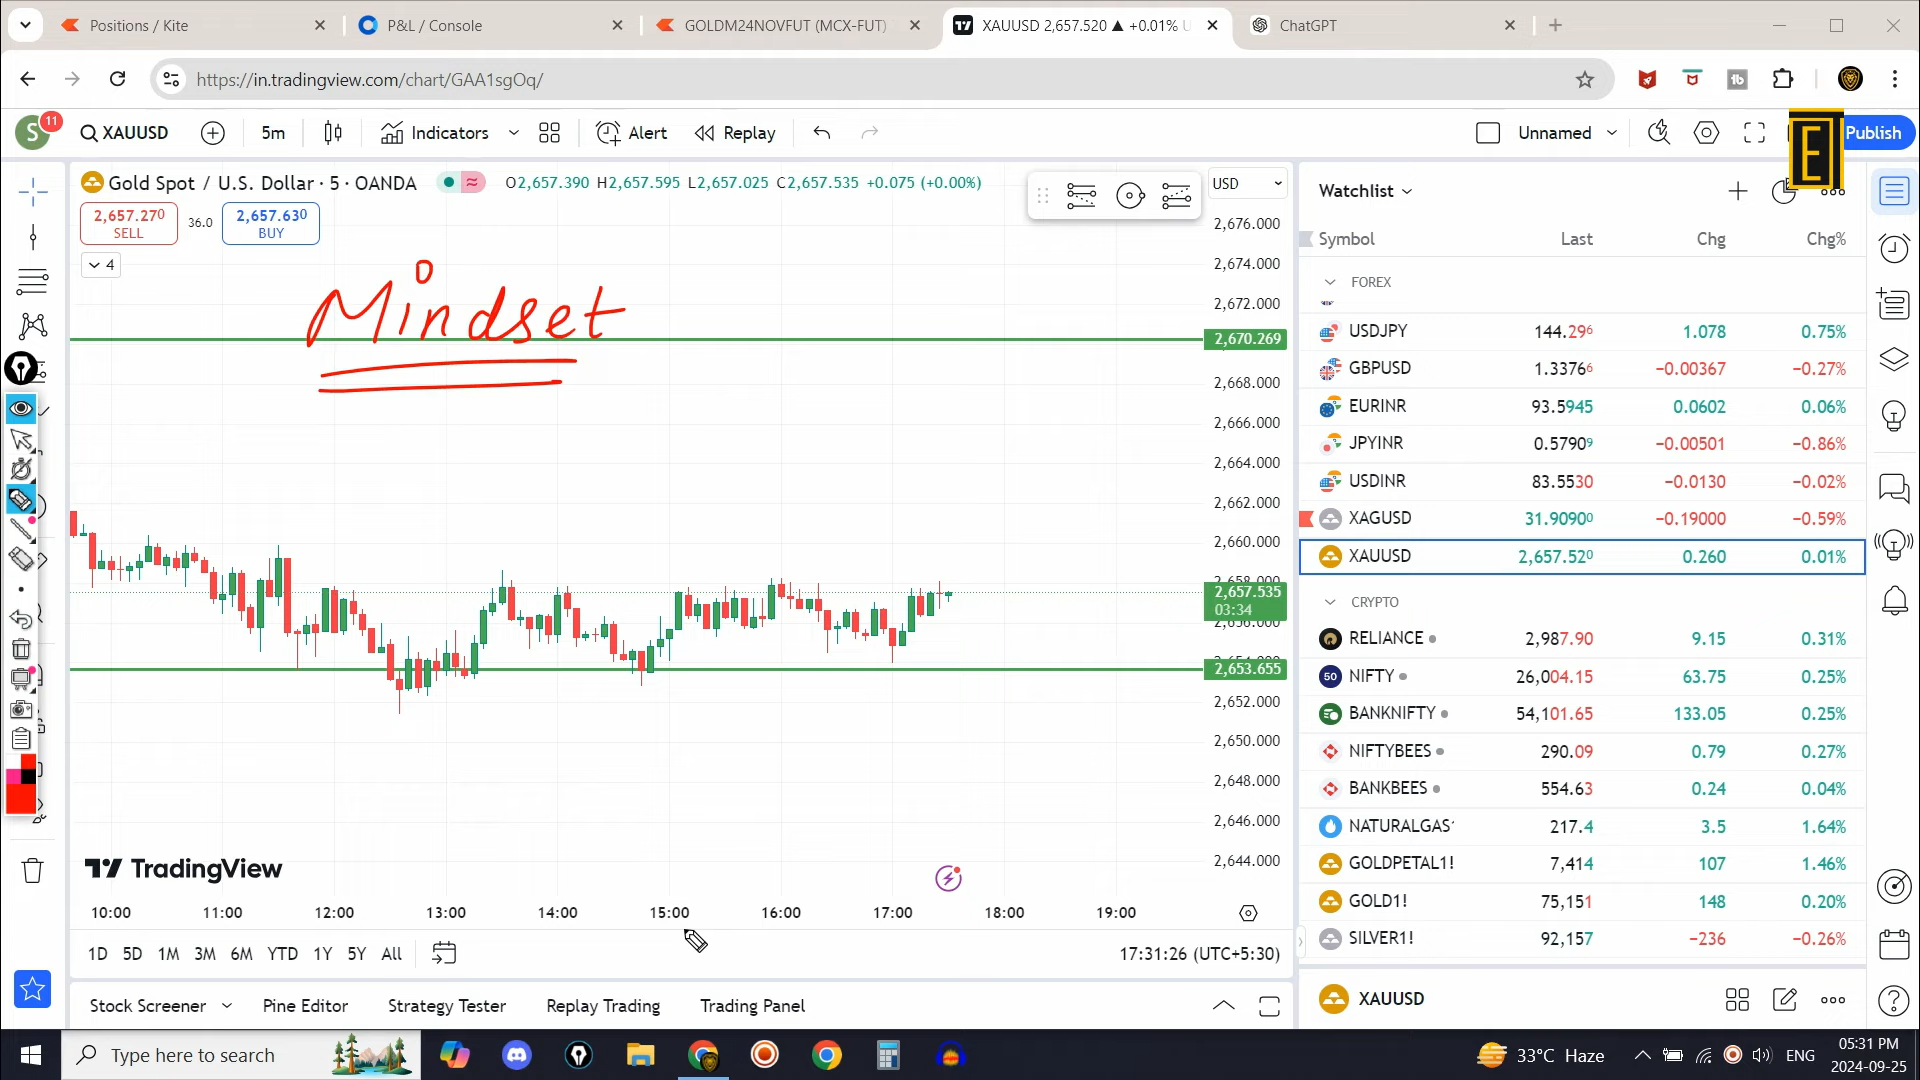 Positions / Kite
P&L / Console
GOLDM24NOVFUT (MCX-FUT)
XAUUSD 2,657.520 ▲ +0.01% U
ChatGPT
https://in.tradingview.com/chart/GAA1sgOq/
S 11 XAUUSD 5m Indicators Alert Replay Unnamed E Publish
Gold Spot / U.S. Dollar · 5 · OANDA O2,657.390 H2,657.595 L2,657.025 C2,657.535 +0.075 (+0.00%)
USD
2,657.270 SELL 36.0 2,657.630 BUY
4
Mindset
2,676.000
2,674.000
2,672.000
2,670.269
2,668.000
2,666.000
2,664.000
2,662.000
2,660.000
2,658.000
2,657.535
03:34
2,656.000
2,653.655
2,652.000
2,650.000
2,648.000
2,646.000
2,644.000
TradingView
10:00 11:00 12:00 13:00 14:00 15:00 16:00 17:00 18:00 19:00
1D 5D 1M 3M 6M YTD 1Y 5Y All
17:31:26 (UTC+5:30)
Stock Screener Pine Editor Strategy Tester Replay Trading Trading Panel
Watchlist
Symbol Last Chg Chg%
FOREX
USDJPY 144.296 1.078 0.75%
GBPUSD 1.33766 −0.00367 −0.27%
EURINR 93.5945 0.0602 0.06%
JPYINR 0.57909 −0.00501 −0.86%
USDINR 83.5530 −0.0130 −0.02%
XAGUSD 31.90900 −0.19000 −0.59%
XAUUSD 2,657.520 0.260 0.01%
CRYPTO
RELIANCE 2,987.90 9.15 0.31%
50 NIFTY 26,004.15 63.75 0.25%
BANKNIFTY 54,101.65 133.05 0.25%
NIFTYBEES 290.09 0.79 0.27%
BANKBEES 554.63 0.24 0.04%
NATURALGAS 217.4 3.5 1.64%
GOLDPETAL1! 7,414 107 1.46%
GOLD1! 75,151 148 0.20%
SILVER1! 92,157 −236 −0.26%
XAUUSD
Type here to search
33°C Haze
ENG
05:31 PM
2024-09-25